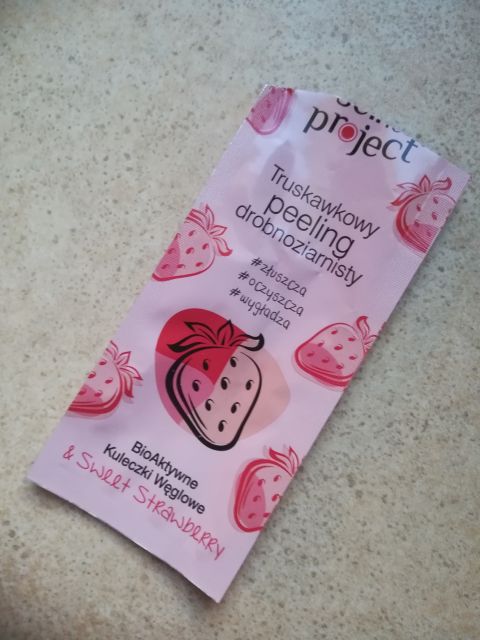 project
Truskawkowy
peeling
drobnoziarnisty
#złuszcza
#oczyszcza
#wygładza
BioAktywne
Kuleczki Węglowe
& Sweet Strawberry